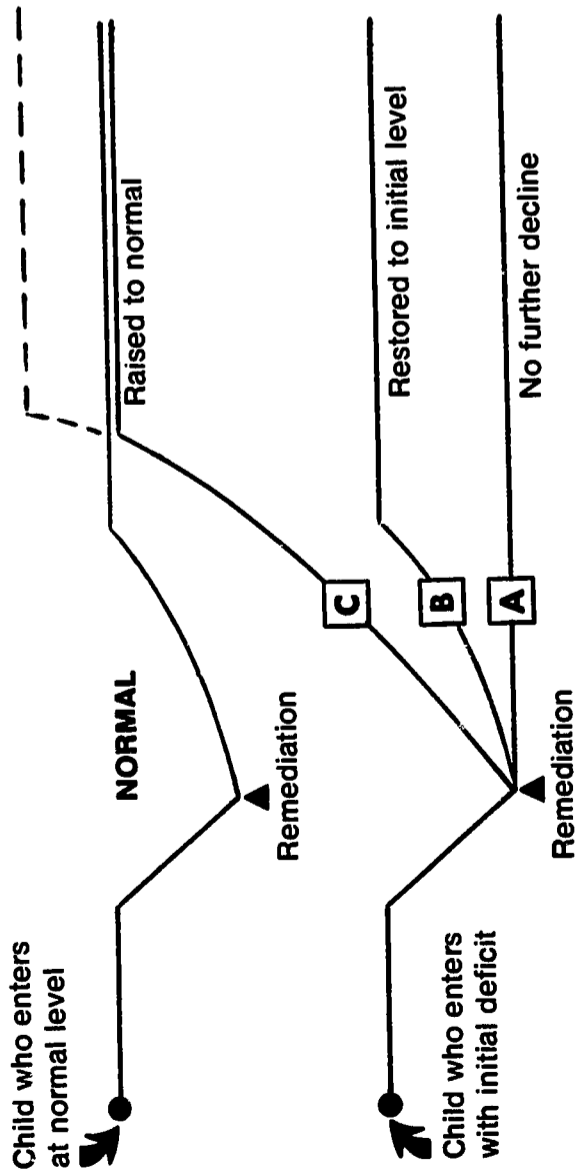 Child who enters
at normal level
NORMAL
Remediation
Raised to normal
Child who enters
with initial deficit
Remediation
C
B
A
Restored to initial level
No further decline